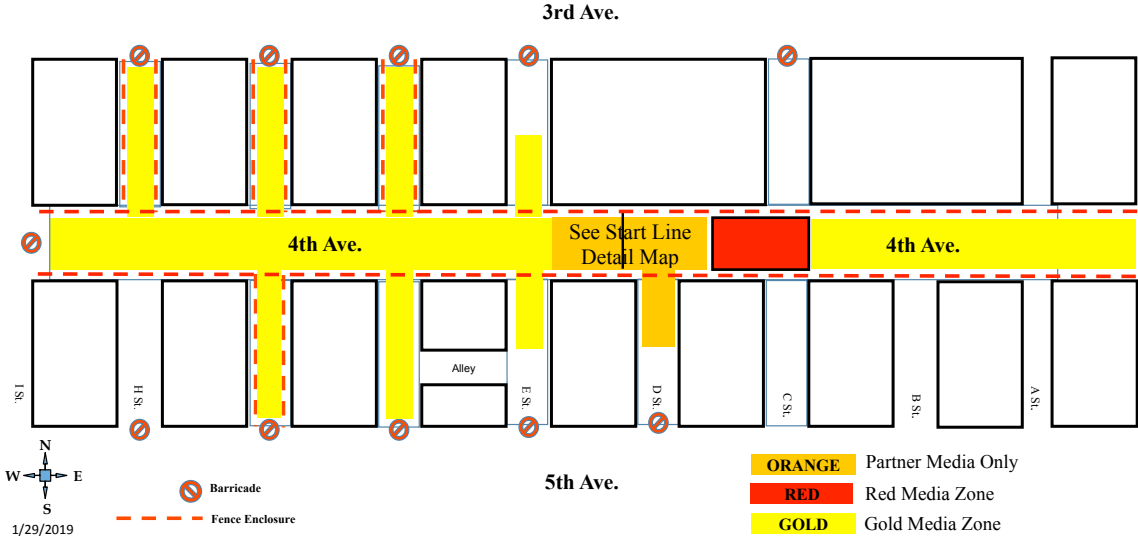 3rd Ave.
4th Ave.
See Start Line
Detail Map
4th Ave.
Alley
I St.
H St.
E St.
D St.
C St.
B St.
A St.
N
W
E
S
1/29/2019
Barricade
Fence Enclosure
5th Ave.
ORANGE Partner Media Only
RED Red Media Zone
GOLD Gold Media Zone